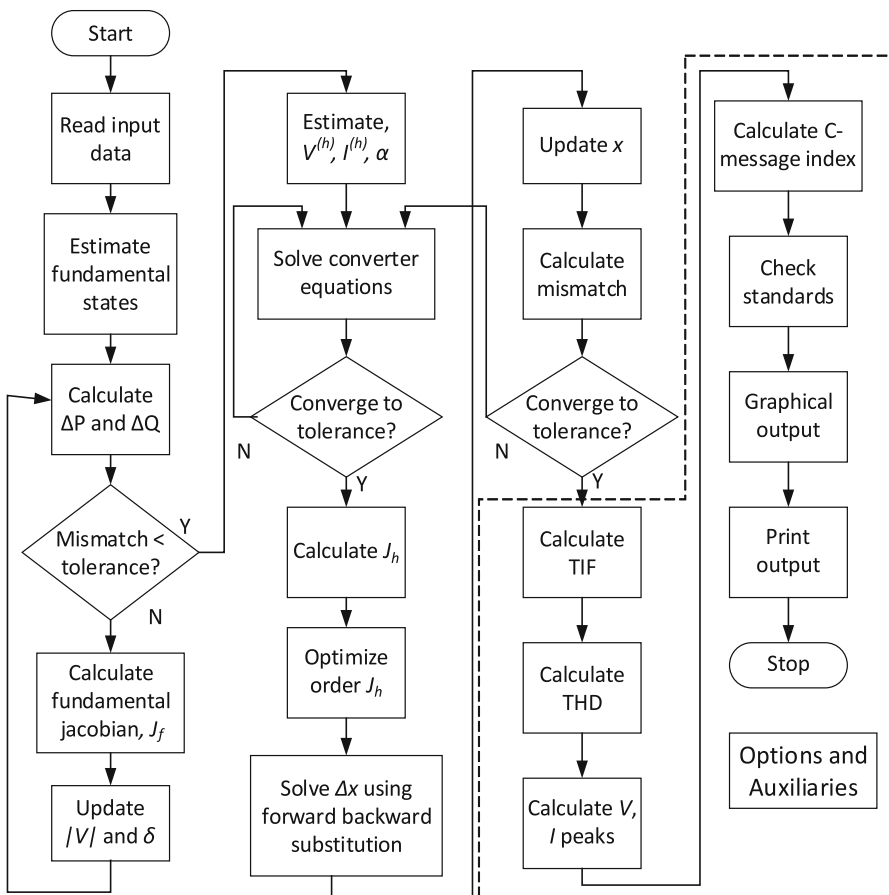 Start
Read input
data
Estimate
fundamental
states
Calculate
ΔP and ΔQ
Mismatch <
tolerance?
Y
N
Calculate
fundamental
jacobian, Jf
Update
|V| and δ
Estimate,
V(h), I(h), α
Solve converter
equations
Converge to
tolerance?
N
Y
Calculate Jh
Optimize
order Jh
Solve Δx using
forward backward
substitution
Update x
Calculate
mismatch
Converge to
tolerance?
N
Y
Calculate
TIF
Calculate
THD
Calculate V,
I peaks
Calculate C-
message index
Check
standards
Graphical
output
Print
output
Stop
Options and
Auxiliaries